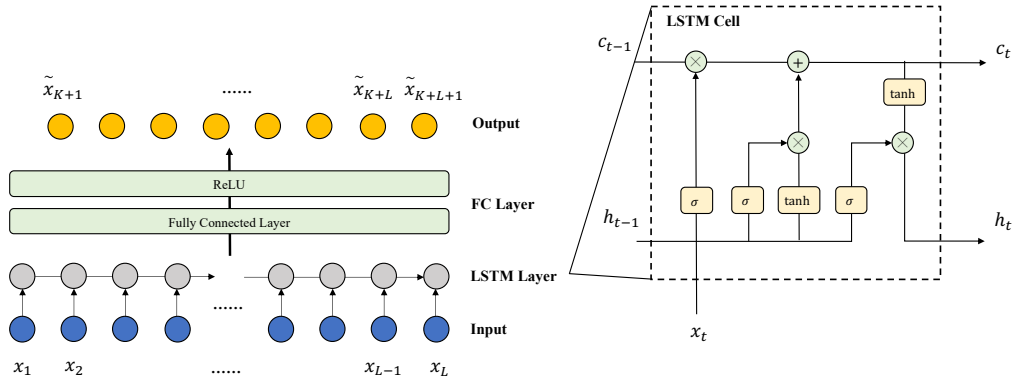 x̃_{K+1} ...... x̃_{K+L} x̃_{K+L+1}
Output
ReLU
FC Layer
Fully Connected Layer
LSTM Layer
......
Input
x_1 x_2 ...... x_{L−1} x_L
LSTM Cell
c_{t−1} × + c_t
tanh
× ×
σ σ tanh σ
h_{t−1} h_t
x_t